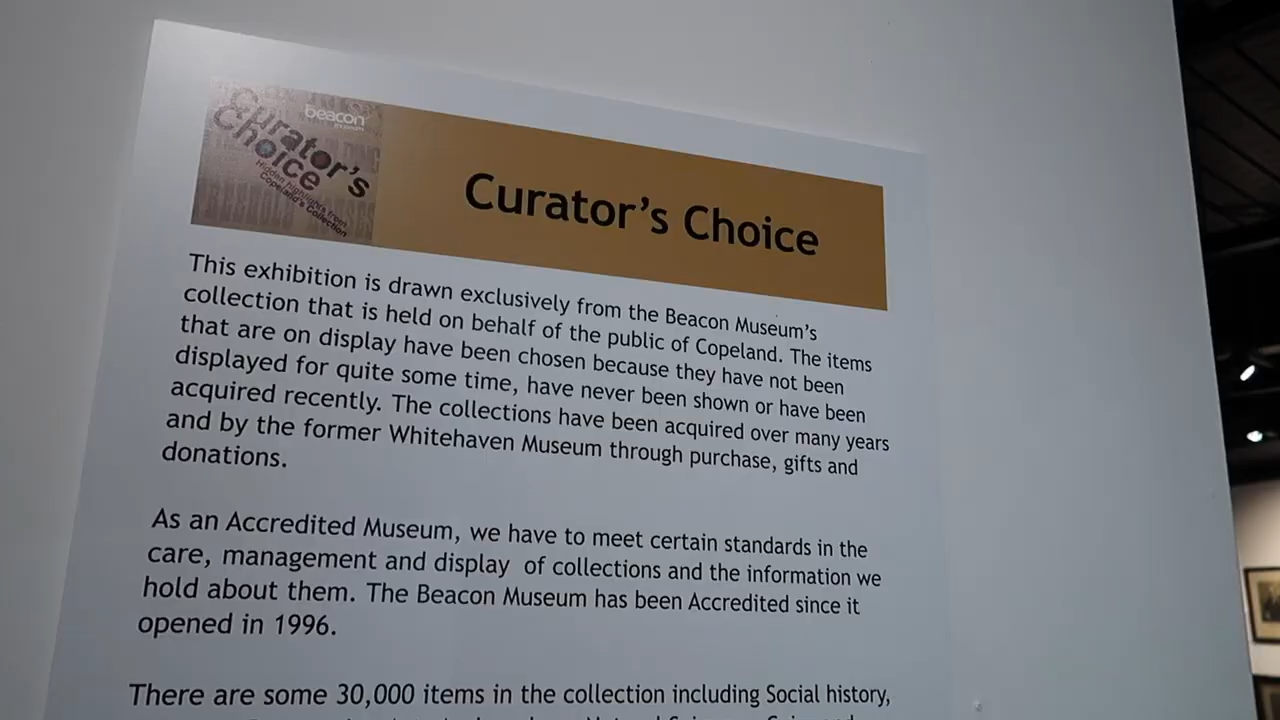 beacon
museum
Curator's
Choice
Hidden highlights from
Copeland's Collection
Curator's Choice
This exhibition is drawn exclusively from the Beacon Museum's
collection that is held on behalf of the public of Copeland. The items
that are on display have been chosen because they have not been
displayed for quite some time, have never been shown or have been
acquired recently. The collections have been acquired over many years
and by the former Whitehaven Museum through purchase, gifts and
donations.
As an Accredited Museum, we have to meet certain standards in the
care, management and display of collections and the information we
hold about them. The Beacon Museum has been Accredited since it
opened in 1996.
There are some 30,000 items in the collection including Social history,